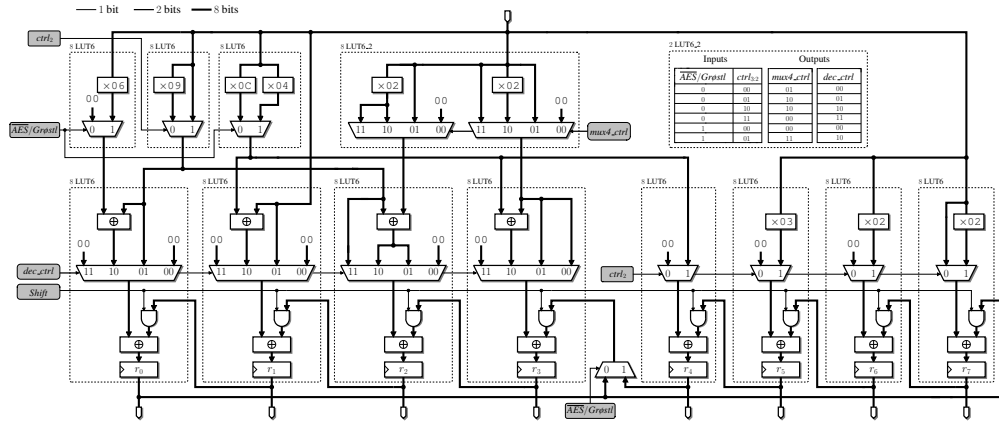 1 bit 2 bits 8 bits
8 LUT6 8 LUT6 8 LUT6 8 LUT6_2 2 LUT6_2
ctrl₂
Inputs Outputs
AES/Grøstl ctrl₃:₂ mux4_ctrl dec_ctrl
0 00 01 00
0 01 10 01
0 10 10 10
0 11 00 11
1 00 00 00
1 01 11 10
×06 ×09 ×0C ×04 ×02 ×02
00 00 00
AES/Grøstl 0 1 0 1 0 1 11 10 01 00 11 10 01 00 mux4_ctrl
8 LUT6 8 LUT6 8 LUT6 8 LUT6 8 LUT6 8 LUT6 8 LUT6 8 LUT6
⊕ ⊕ ⊕ ⊕ ×03 ×02 ×02
00 00 00 00 00 00 00 00 00 00
dec_ctrl 11 10 01 00 11 10 01 00 11 10 01 00 11 10 01 00 ctrl₂ 0 1 0 1 0 1 0 1
Shift
⊕ ⊕ ⊕ ⊕ ⊕ ⊕ ⊕ ⊕
r₀ r₁ r₂ r₃ 0 1 r₄ r₅ r₆ r₇
AES/Grøstl